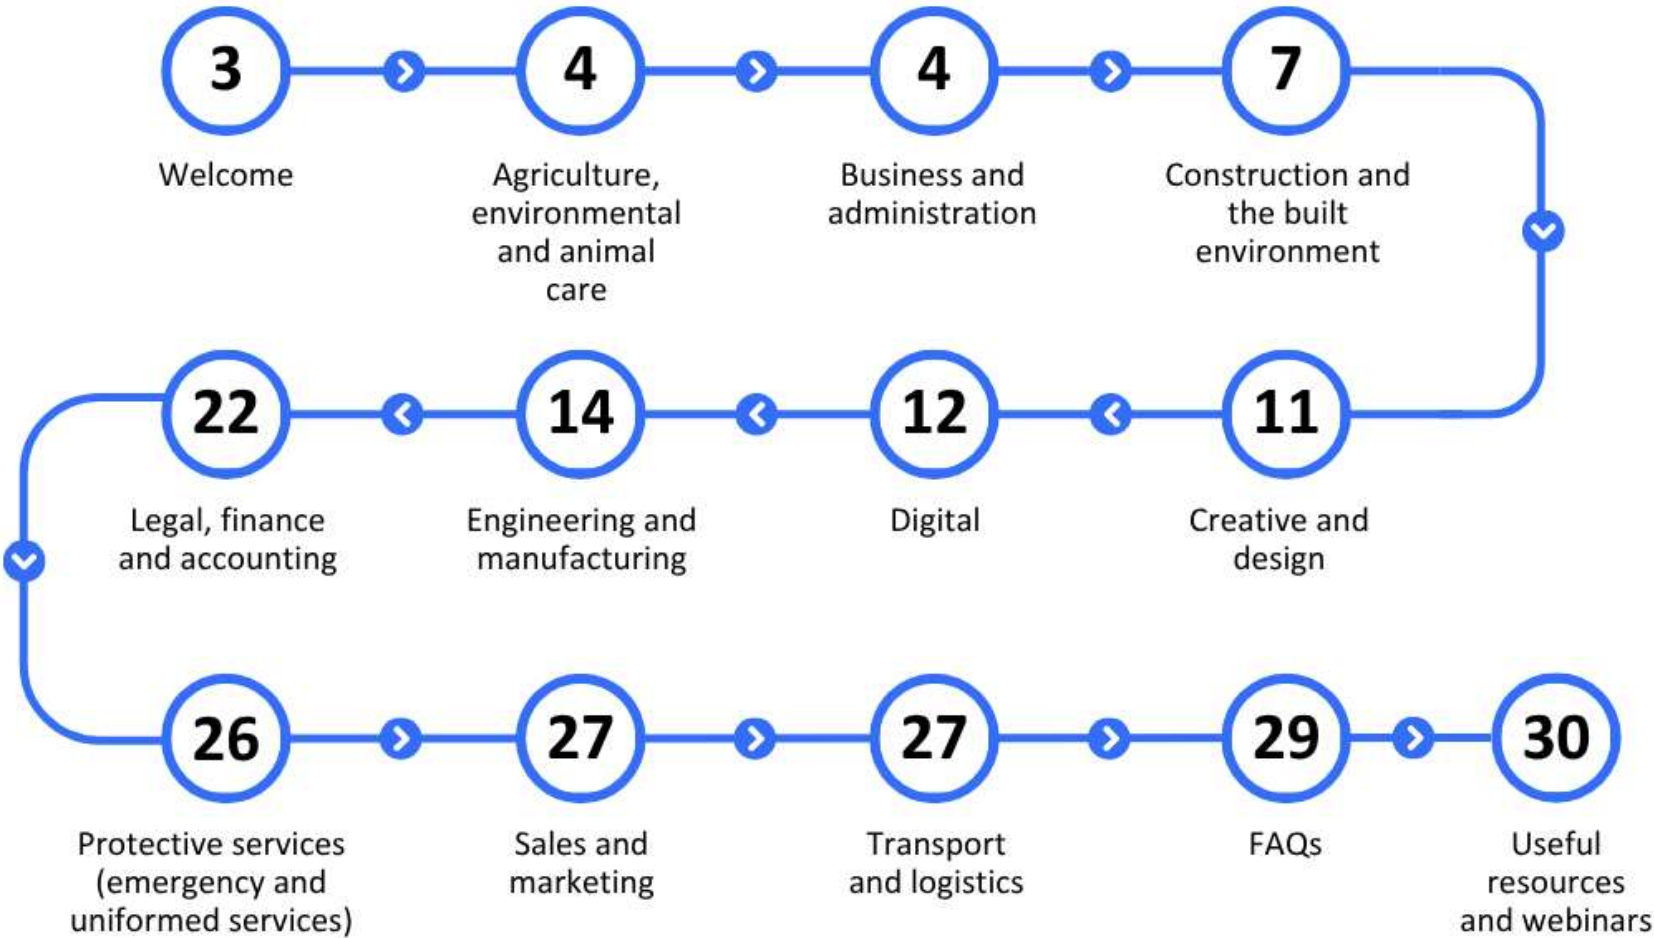 3
Welcome
4
Agriculture,
environmental
and animal
care
4
Business and
administration
7
Construction and
the built
environment
11
Creative and
design
12
Digital
14
Engineering and
manufacturing
22
Legal, finance
and accounting
26
Protective services
(emergency and
uniformed services)
27
Sales and
marketing
27
Transport
and logistics
29
FAQs
30
Useful
resources
and webinars